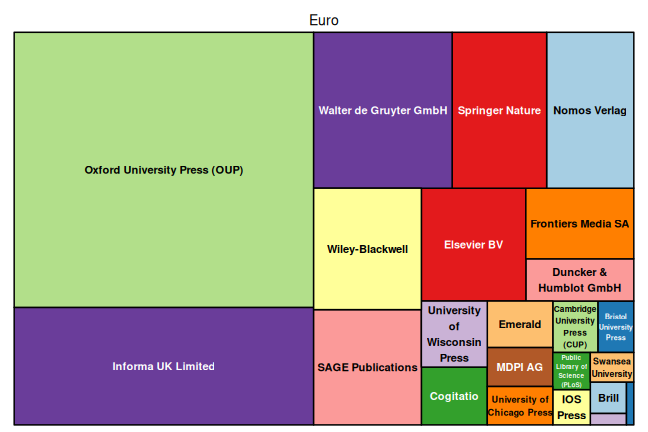 Euro
Oxford University Press (OUP)
Walter de Gruyter GmbH
Springer Nature
Nomos Verlag
Wiley-Blackwell
Elsevier BV
Frontiers Media SA
Duncker &
Humblot GmbH
Informa UK Limited
SAGE Publications
University
of
Wisconsin
Press
Cogitatio
Emerald
MDPI AG
University of
Chicago Press
Cambridge
University
Press
(CUP)
Bristol
University
Press
Public
Library of
Science
(PLoS)
Swansea
University
IOS
Press
Brill